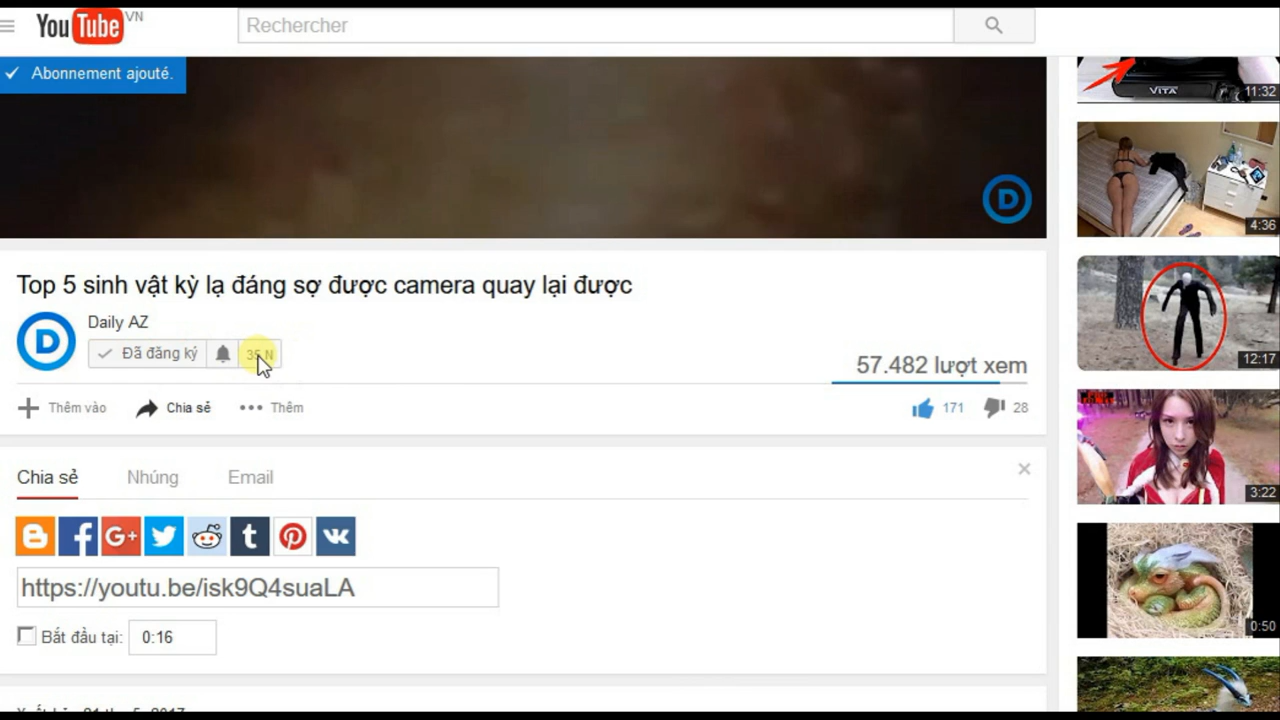 YouTube VN
Rechercher
Abonnement ajouté.
VITA
11:32
4:36
Top 5 sinh vật kỳ lạ đáng sợ được camera quay lại được
Daily AZ
Đã đăng ký
35 N
57.482 lượt xem
Thêm vào
Chia sẻ
Thêm
171
28
12:17
Chia sẻ
Nhúng
Email
3:22
https://youtu.be/isk9Q4suaLA
Bắt đầu tại:
0:16
0:50